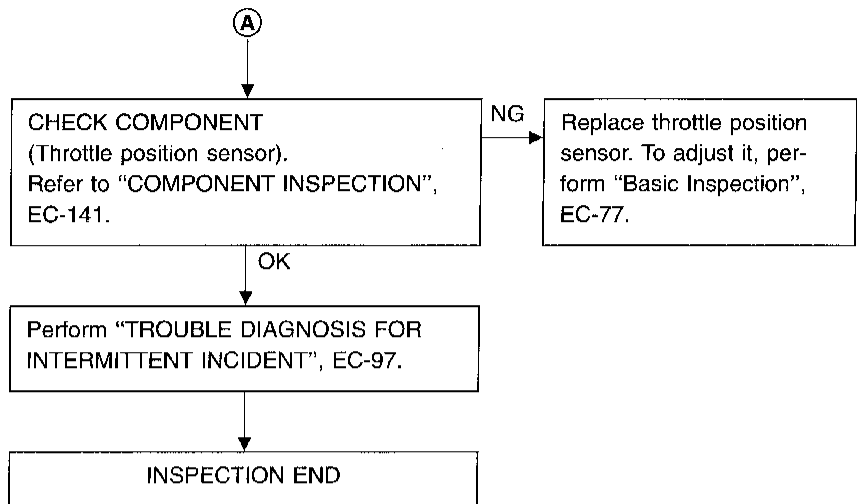 A
CHECK COMPONENT
(Throttle position sensor).
Refer to “COMPONENT INSPECTION”,
EC-141.
NG
Replace throttle position
sensor. To adjust it, per-
form “Basic Inspection”,
EC-77.
OK
Perform “TROUBLE DIAGNOSIS FOR
INTERMITTENT INCIDENT”, EC-97.
INSPECTION END